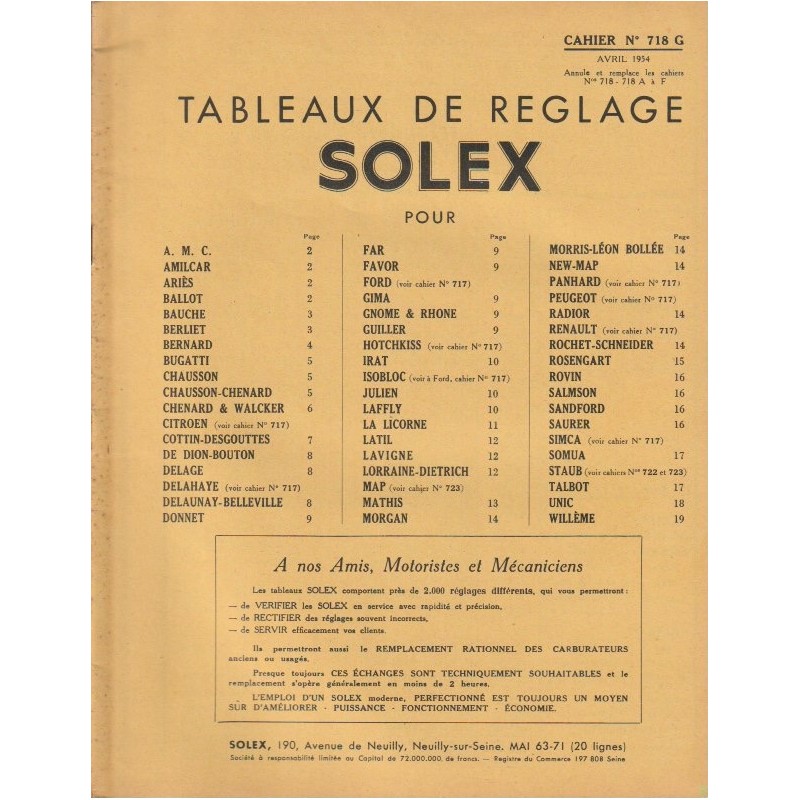 CAHIER N° 718 G
AVRIL 1954
Annule et remplace les cahiers
Nos 718 - 718 A à F
TABLEAUX DE REGLAGE
SOLEX
POUR
Page
A. M. C. 2
AMILCAR 2
ARIÈS 2
BALLOT 2
BAUCHE 3
BERLIET 3
BERNARD 4
BUGATTI 5
CHAUSSON 5
CHAUSSON-CHENARD 5
CHENARD & WALCKER 6
CITROEN (voir cahier N° 717)
COTTIN-DESGOUTTES 7
DE DION-BOUTON 8
DELAGE 8
DELAHAYE (voir cahier N° 717)
DELAUNAY-BELLEVILLE 8
DONNET 9
Page
FAR 9
FAVOR 9
FORD (voir cahier N° 717)
GIMA 9
GNOME & RHONE 9
GUILLER 9
HOTCHKISS (voir cahier N° 717)
IRAT 10
ISOBLOC (voir à Ford, cahier N° 717)
JULIEN 10
LAFFLY 10
LA LICORNE 11
LATIL 12
LAVIGNE 12
LORRAINE-DIETRICH 12
MAP (voir cahier N° 723)
MATHIS 13
MORGAN 14
Page
MORRIS-LÉON BOLLÉE 14
NEW-MAP 14
PANHARD (voir cahier N° 717)
PEUGEOT (voir cahier N° 717)
RADIOR 14
RENAULT (voir cahier N° 717)
ROCHET-SCHNEIDER 14
ROSENGART 15
ROVIN 16
SALMSON 16
SANDFORD 16
SAURER 16
SIMCA (voir cahier N° 717)
SOMUA 17
STAUB (voir cahiers Nos 722 et 723)
TALBOT 17
UNIC 18
WILLÈME 19
A nos Amis, Motoristes et Mécaniciens
Les tableaux SOLEX comportent près de 2.000 réglages différents, qui vous permettront :
— de VERIFIER les SOLEX en service avec rapidité et précision,
— de RECTIFIER des réglages souvent incorrects,
— de SERVIR efficacement vos clients.
Ils permettront aussi le REMPLACEMENT RATIONNEL DES CARBURATEURS
anciens ou usagés.
Presque toujours CES ÉCHANGES SONT TECHNIQUEMENT SOUHAITABLES et le
remplacement s'opère généralement en moins de 2 heures.
L'EMPLOI D'UN SOLEX moderne, PERFECTIONNÉ EST TOUJOURS UN MOYEN
SUR D'AMÉLIORER - PUISSANCE - FONCTIONNEMENT - ÉCONOMIE.
SOLEX, 190, Avenue de Neuilly, Neuilly-sur-Seine. MAI 63-71 (20 lignes)
Société à responsabilité limitée au Capital de 72.000.000. de francs. — Registre du Commerce 197 808 Seine